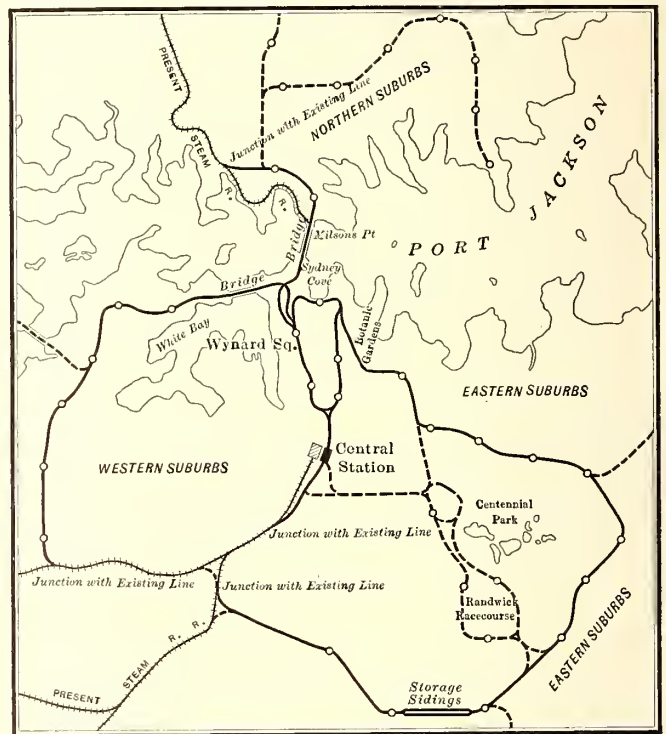 PRESENT
STEAM
R. R.
Junction with Existing Line
NORTHERN SUBURBS
PORT JACKSON
Milsons Pt
Bridge
Sydney
Cove
Bridge
White Bay
Wynard Sq.
Botanic
Gardens
EASTERN SUBURBS
WESTERN SUBURBS
Central
Station
Centennial
Park
Junction with Existing Line
Junction with Existing Line
Junction with Existing Line
Randwick
Racecourse
EASTERN SUBURBS
PRESENT STEAM R. R.
Storage
Sidings